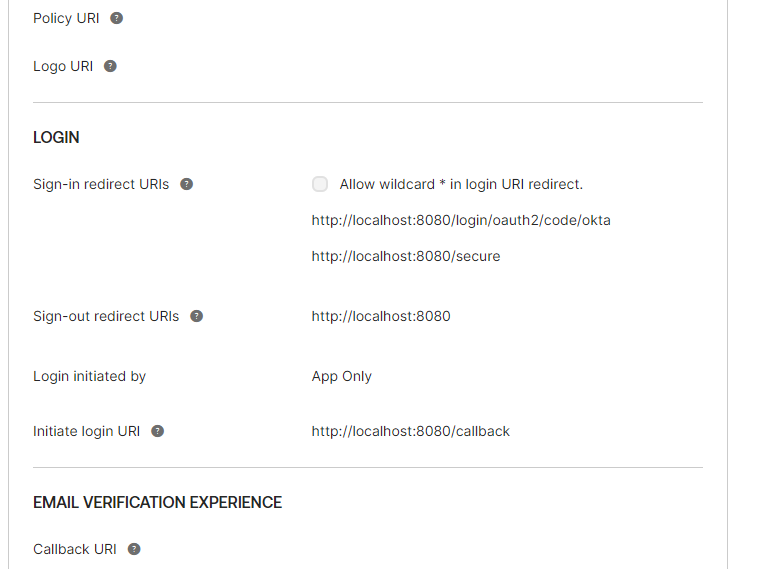 Policy URI ?
Logo URI ?
LOGIN
Sign-in redirect URIs ? Allow wildcard * in login URI redirect.
http://localhost:8080/login/oauth2/code/okta
http://localhost:8080/secure
Sign-out redirect URIs ? http://localhost:8080
Login initiated by App Only
Initiate login URI ? http://localhost:8080/callback
EMAIL VERIFICATION EXPERIENCE
Callback URI ?